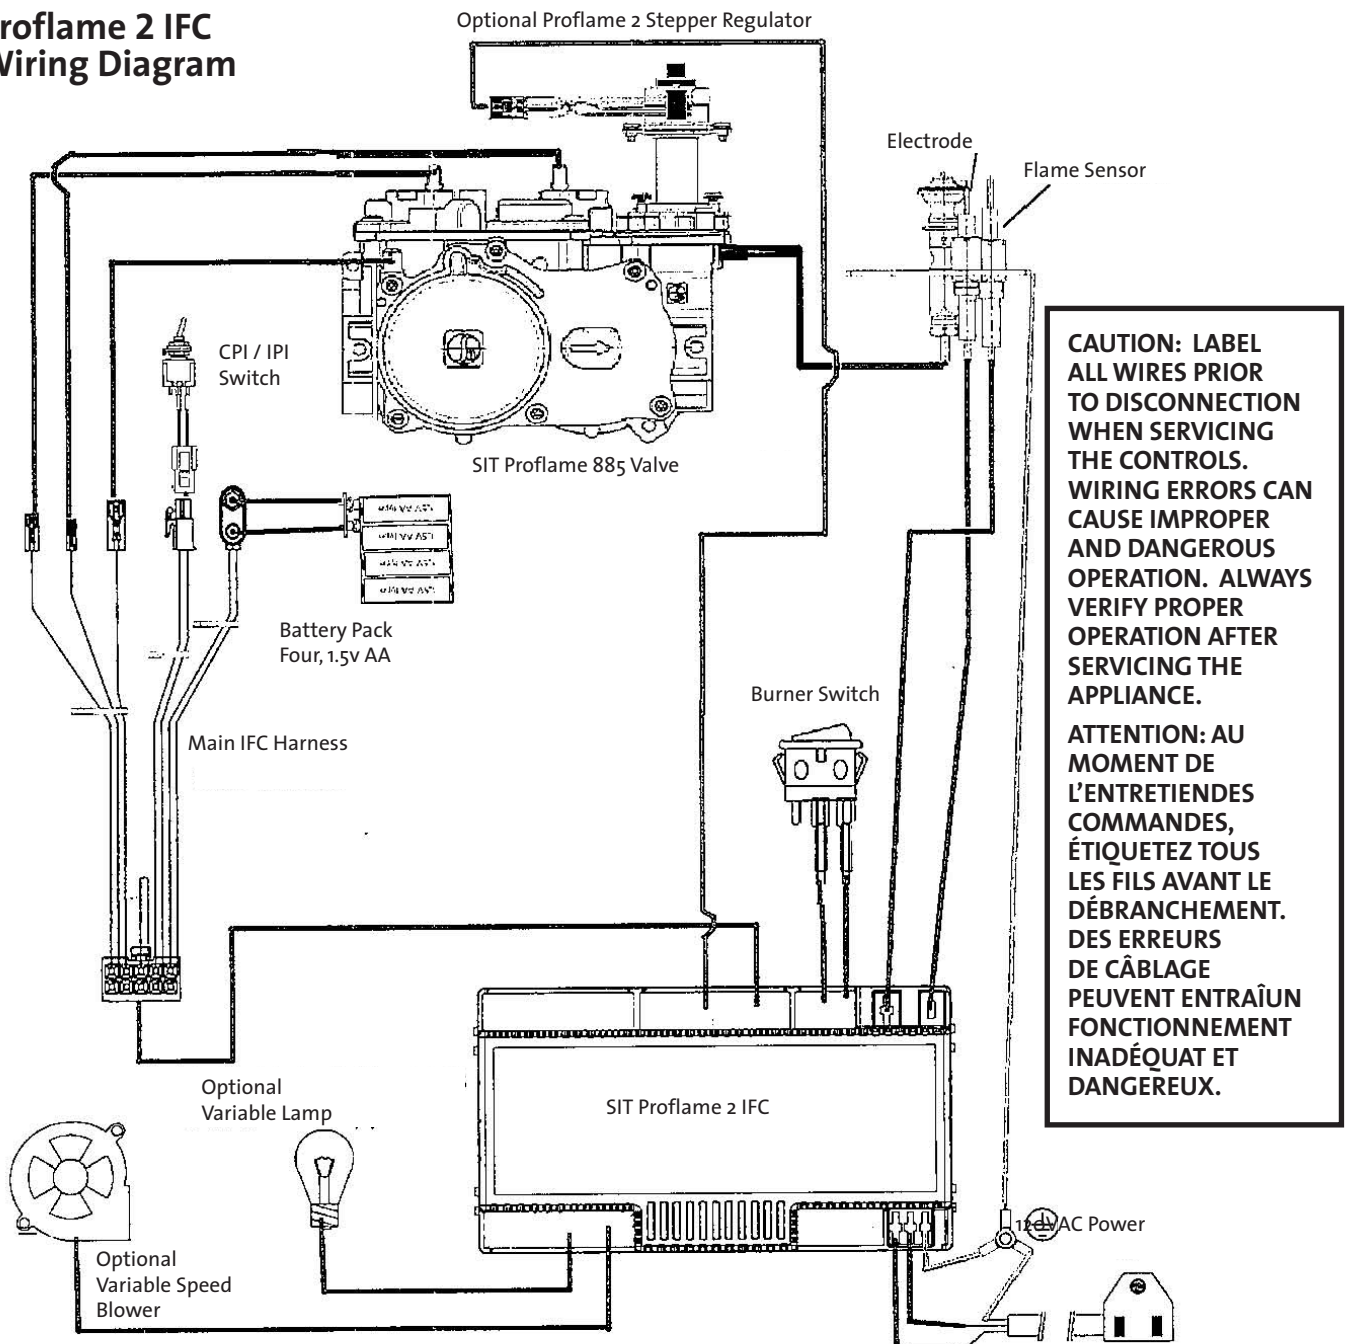 roflame 2 IFC
Wiring Diagram
Optional Proflame 2 Stepper Regulator
Electrode
Flame Sensor
CPI / IPI
Switch
SIT Proflame 885 Valve
Battery Pack
Four, 1.5v AA
Main IFC Harness
Burner Switch
CAUTION: LABEL
ALL WIRES PRIOR
TO DISCONNECTION
WHEN SERVICING
THE CONTROLS.
WIRING ERRORS CAN
CAUSE IMPROPER
AND DANGEROUS
OPERATION. ALWAYS
VERIFY PROPER
OPERATION AFTER
SERVICING THE
APPLIANCE.
ATTENTION: AU
MOMENT DE
L'ENTRETIENDES
COMMANDES,
ÉTIQUETEZ TOUS
LES FILS AVANT LE
DÉBRANCHEMENT.
DES ERREURS
DE CÂBLAGE
PEUVENT ENTRAÎUN
FONCTIONNEMENT
INADÉQUAT ET
DANGEREUX.
Optional
Variable Lamp
SIT Proflame 2 IFC
120VAC Power
Optional
Variable Speed
Blower